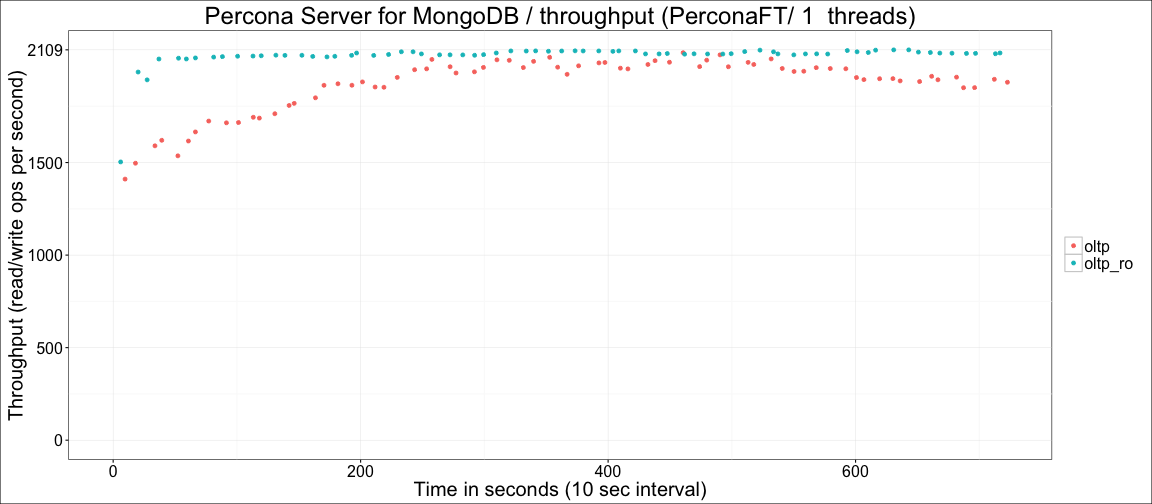 Percona Server for MongoDB / throughput (PerconaFT/ 1  threads)
Throughput (read/write ops per second)
2109
1500
1000
500
0
0
200
400
600
Time in seconds (10 sec interval)
oltp
oltp_ro